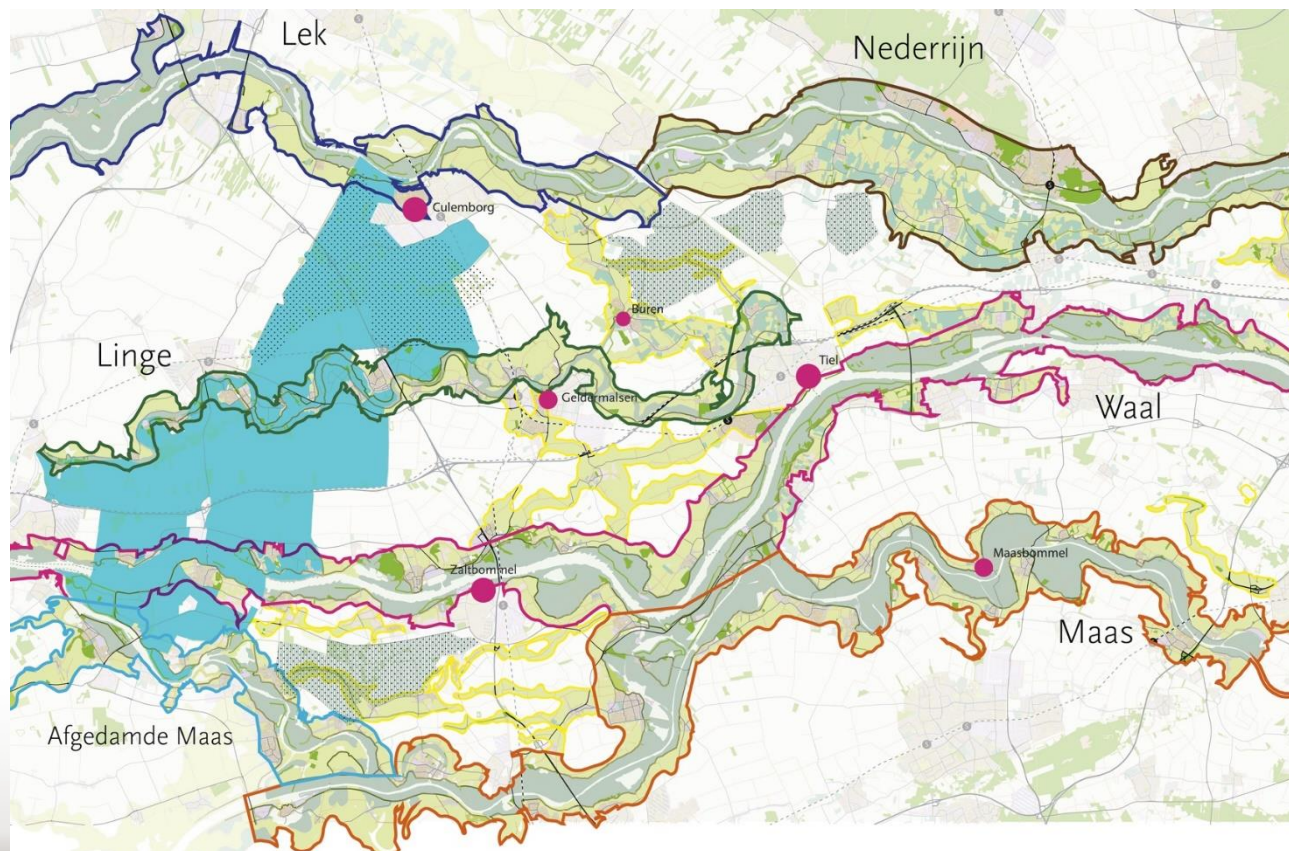 Lek
Nederrijn
Culemborg
Buren
Linge
Tiel
Geldermalsen
Waal
Maasbommel
Zaltbommel
Maas
Afgedamde Maas